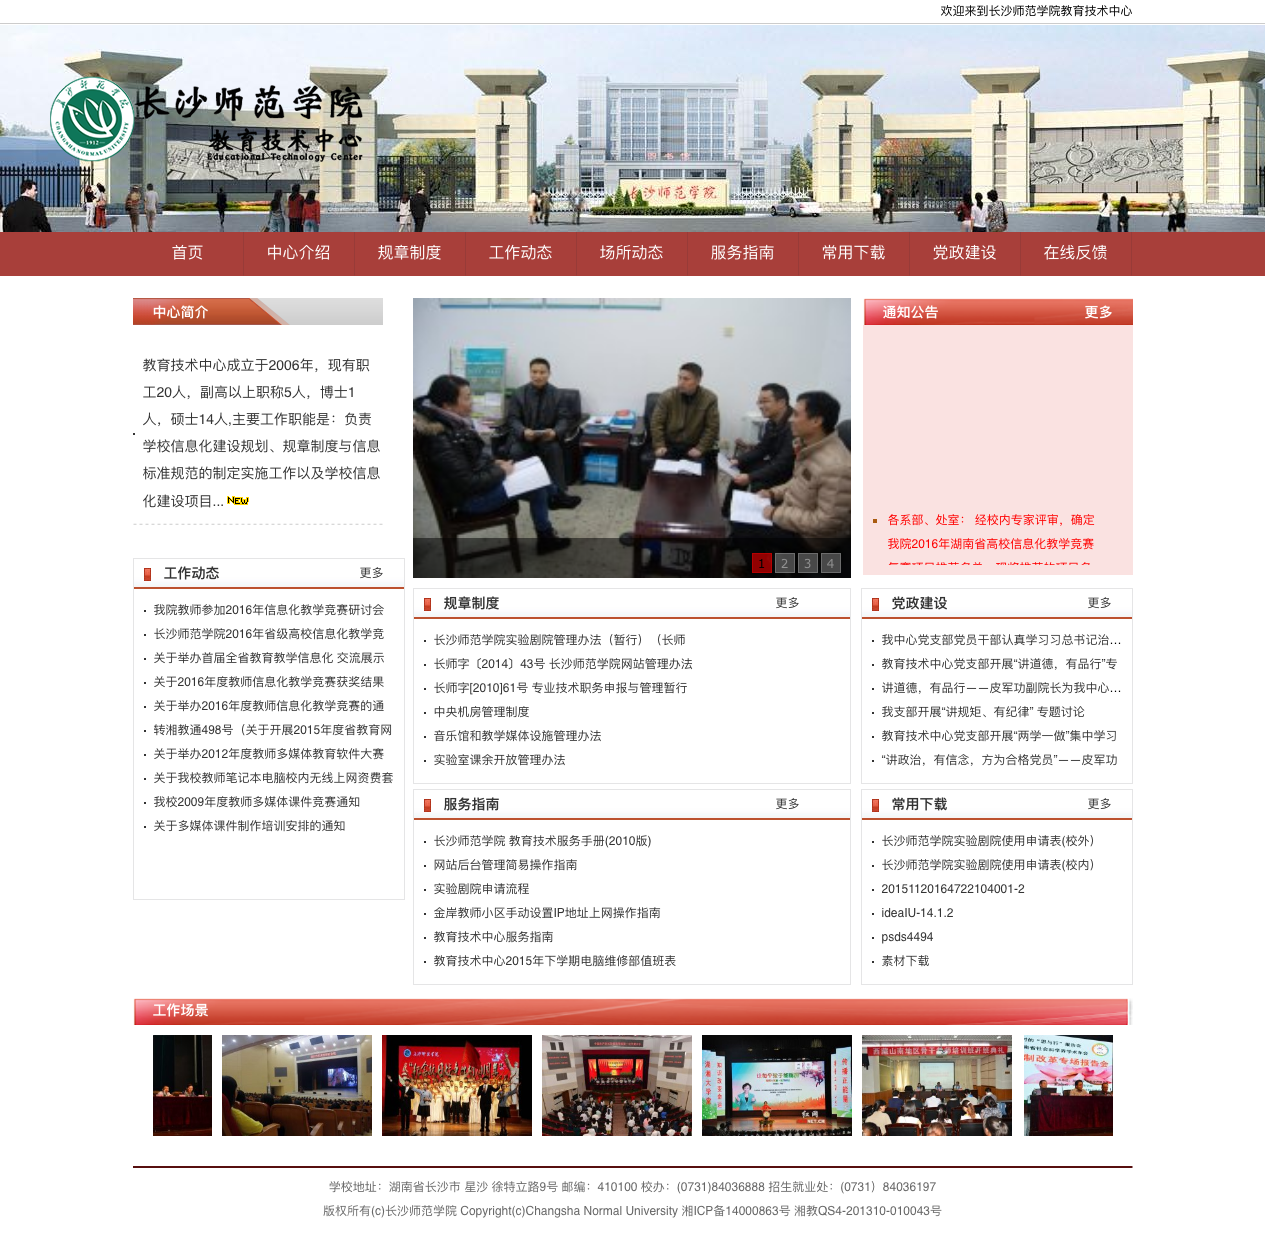 欢迎来到长沙师范学院教育技术中心
长沙师范学院
教育技术中心
Educational Technology Center
CHANGSHA NORMAL UNIVERSITY
1912
图书馆
长沙师范学院
首页 中心介绍 规章制度 工作动态 场所动态 服务指南 常用下载 党政建设 在线反馈
中心简介
教育技术中心成立于2006年，现有职
工20人，副高以上职称5人，博士1
人，硕士14人,主要工作职能是：负责
学校信息化建设规划、规章制度与信息
标准规范的制定实施工作以及学校信息
化建设项目... NEW
1 2 3 4
通知公告 更多
各系部、处室： 经校内专家评审，确定
我院2016年湖南省高校信息化教学竞赛
工作动态 更多
我院教师参加2016年信息化教学竞赛研讨会
长沙师范学院2016年省级高校信息化教学竞
关于举办首届全省教育教学信息化 交流展示
关于2016年度教师信息化教学竞赛获奖结果
关于举办2016年度教师信息化教学竞赛的通
转湘教通498号（关于开展2015年度省教育网
关于举办2012年度教师多媒体教育软件大赛
关于我校教师笔记本电脑校内无线上网资费套
我校2009年度教师多媒体课件竞赛通知
关于多媒体课件制作培训安排的通知
规章制度 更多
长沙师范学院实验剧院管理办法（暂行）（长师
长师字〔2014〕43号 长沙师范学院网站管理办法
长师字[2010]61号 专业技术职务申报与管理暂行
中央机房管理制度
音乐馆和教学媒体设施管理办法
实验室课余开放管理办法
党政建设 更多
我中心党支部党员干部认真学习习总书记治…
教育技术中心党支部开展“讲道德，有品行”专
讲道德，有品行——皮军功副院长为我中心…
我支部开展“讲规矩、有纪律” 专题讨论
教育技术中心党支部开展“两学一做”集中学习
“讲政治，有信念，方为合格党员”——皮军功
服务指南 更多
长沙师范学院 教育技术服务手册(2010版)
网站后台管理简易操作指南
实验剧院申请流程
金岸教师小区手动设置IP地址上网操作指南
教育技术中心服务指南
教育技术中心2015年下学期电脑维修部值班表
常用下载 更多
长沙师范学院实验剧院使用申请表(校外）
长沙师范学院实验剧院使用申请表(校内）
20151120164722104001-2
ideaIU-14.1.2
psds4494
素材下载
工作场景
红网
学校地址：湖南省长沙市 星沙 徐特立路9号 邮编：410100 校办：(0731)84036888 招生就业处：(0731）84036197
版权所有(c)长沙师范学院 Copyright(c)Changsha Normal University 湘ICP备14000863号 湘教QS4-201310-010043号